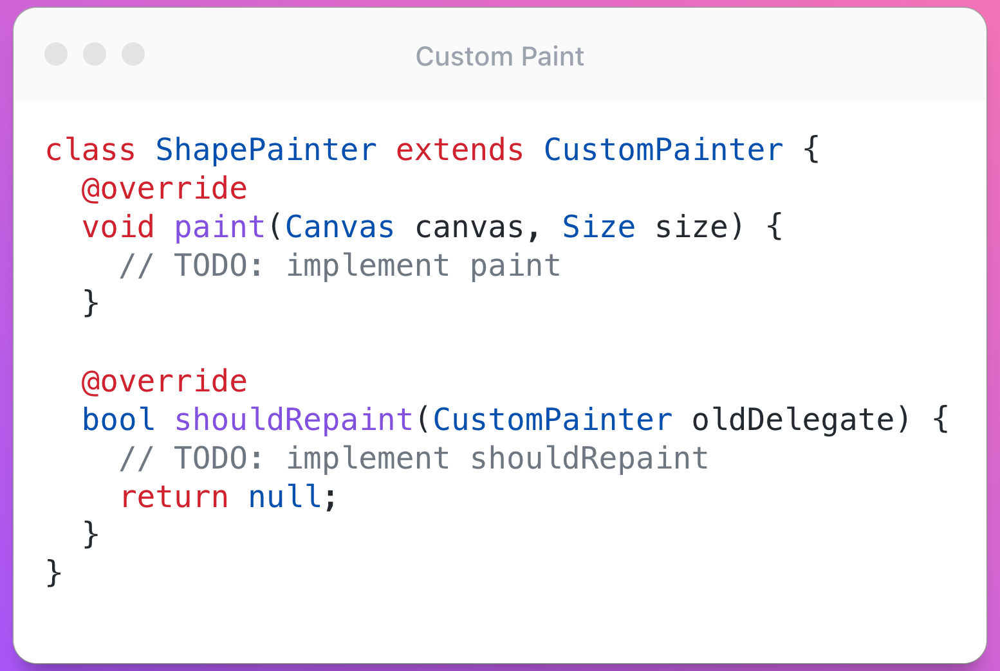 Custom Paint
class ShapePainter extends CustomPainter {
  @override
  void paint(Canvas canvas, Size size) {
    // TODO: implement paint
  }

  @override
  bool shouldRepaint(CustomPainter oldDelegate) {
    // TODO: implement shouldRepaint
    return null;
  }
}